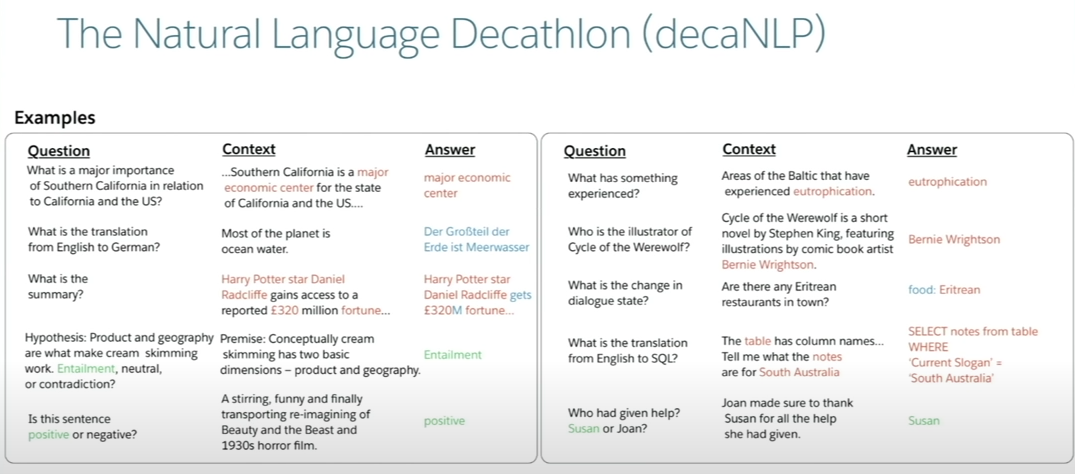 The Natural Language Decathlon (decaNLP)
Examples
Question Context Answer
What is a major importance
of Southern California in relation
to California and the US?
...Southern California is a major
economic center for the state
of California and the US....
major economic
center
What is the translation
from English to German?
Most of the planet is
ocean water.
Der Großteil der
Erde ist Meerwasser
What is the
summary?
Harry Potter star Daniel
Radcliffe gains access to a
reported £320 million fortune...
Harry Potter star
Daniel Radcliffe gets
£320M fortune...
Hypothesis: Product and geography
are what make cream skimming
work. Entailment, neutral,
or contradiction?
Premise: Conceptually cream
skimming has two basic
dimensions – product and geography.
Entailment
Is this sentence
positive or negative?
A stirring, funny and finally
transporting re-imagining of
Beauty and the Beast and
1930s horror film.
positive
Question Context Answer
What has something
experienced?
Areas of the Baltic that have
experienced eutrophication.
eutrophication
Who is the illustrator of
Cycle of the Werewolf?
Cycle of the Werewolf is a short
novel by Stephen King, featuring
illustrations by comic book artist
Bernie Wrightson.
Bernie Wrightson
What is the change in
dialogue state?
Are there any Eritrean
restaurants in town?
food: Eritrean
What is the translation
from English to SQL?
The table has column names...
Tell me what the notes
are for South Australia
SELECT notes from table
WHERE
'Current Slogan' =
'South Australia'
Who had given help?
Susan or Joan?
Joan made sure to thank
Susan for all the help
she had given.
Susan